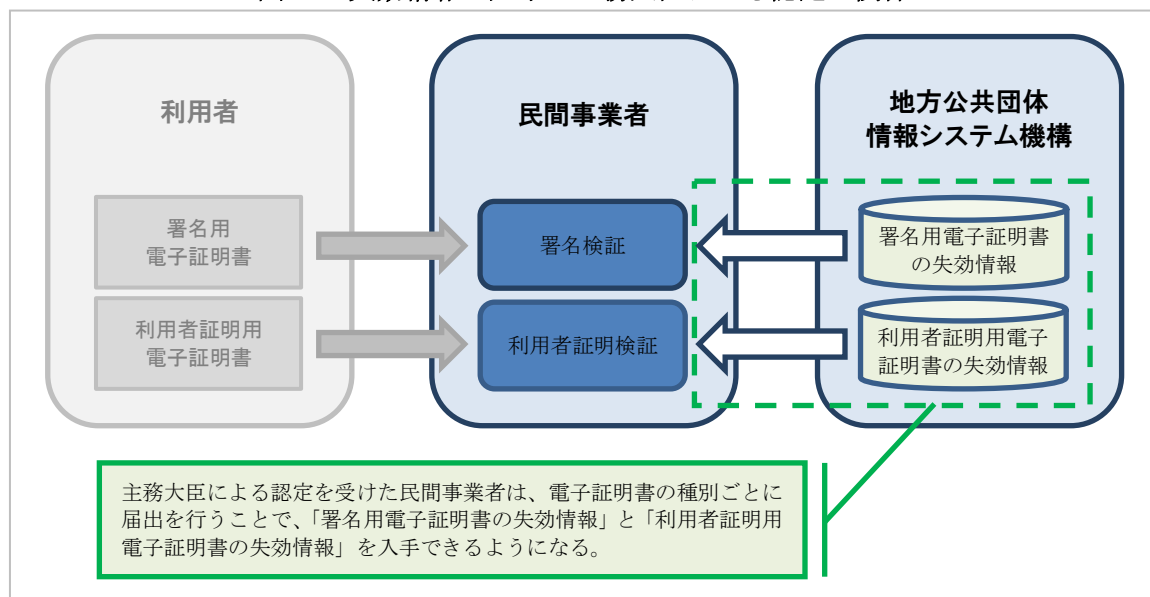 利用者
署名用
電子証明書
利用者証明用
電子証明書
民間事業者
署名検証
利用者証明検証
地方公共団体
情報システム機構
署名用電子証明書
の失効情報
利用者証明用電子
証明書の失効情報
主務大臣による認定を受けた民間事業者は、電子証明書の種別ごとに
届出を行うことで、「署名用電子証明書の失効情報」と「利用者証明用
電子証明書の失効情報」を入手できるようになる。